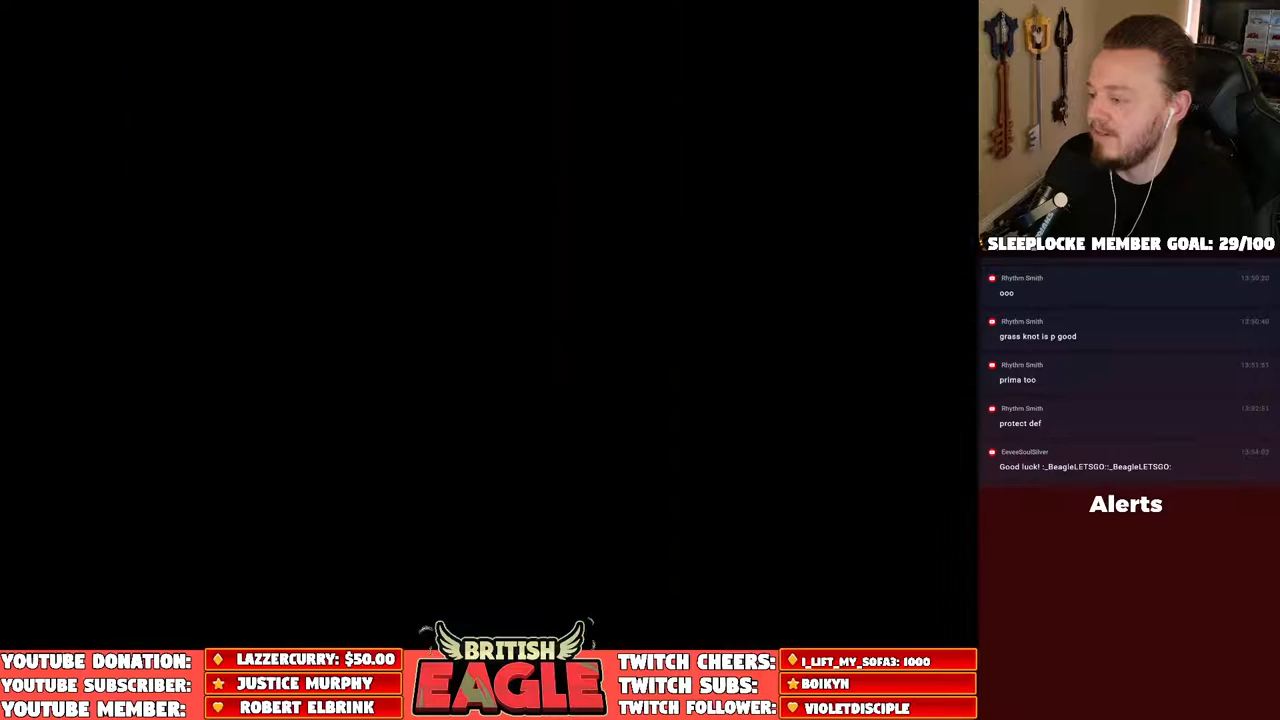 SLEEPLOCKE MEMBER GOAL: 29/100
Rhythm Smith
ooo
Rhythm Smith
grass knot is p good
Rhythm Smith
prima too
Rhythm Smith
protect def
EeveeSoulSilver
Good luck! :_BeagleLETSGO::_BeagleLETSGO:
Alerts
YOUTUBE DONATION: LAZZERCURRY: $50.00
YOUTUBE SUBSCRIBER: JUSTICE MURPHY
YOUTUBE MEMBER: ROBERT ELBRINK
BRITISH
EAGLE
TWITCH CHEERS: I_LIFT_MY_SOFA3: 1000
TWITCH SUBS: BOIKYN
TWITCH FOLLOWER: VIOLETDISCIPLE